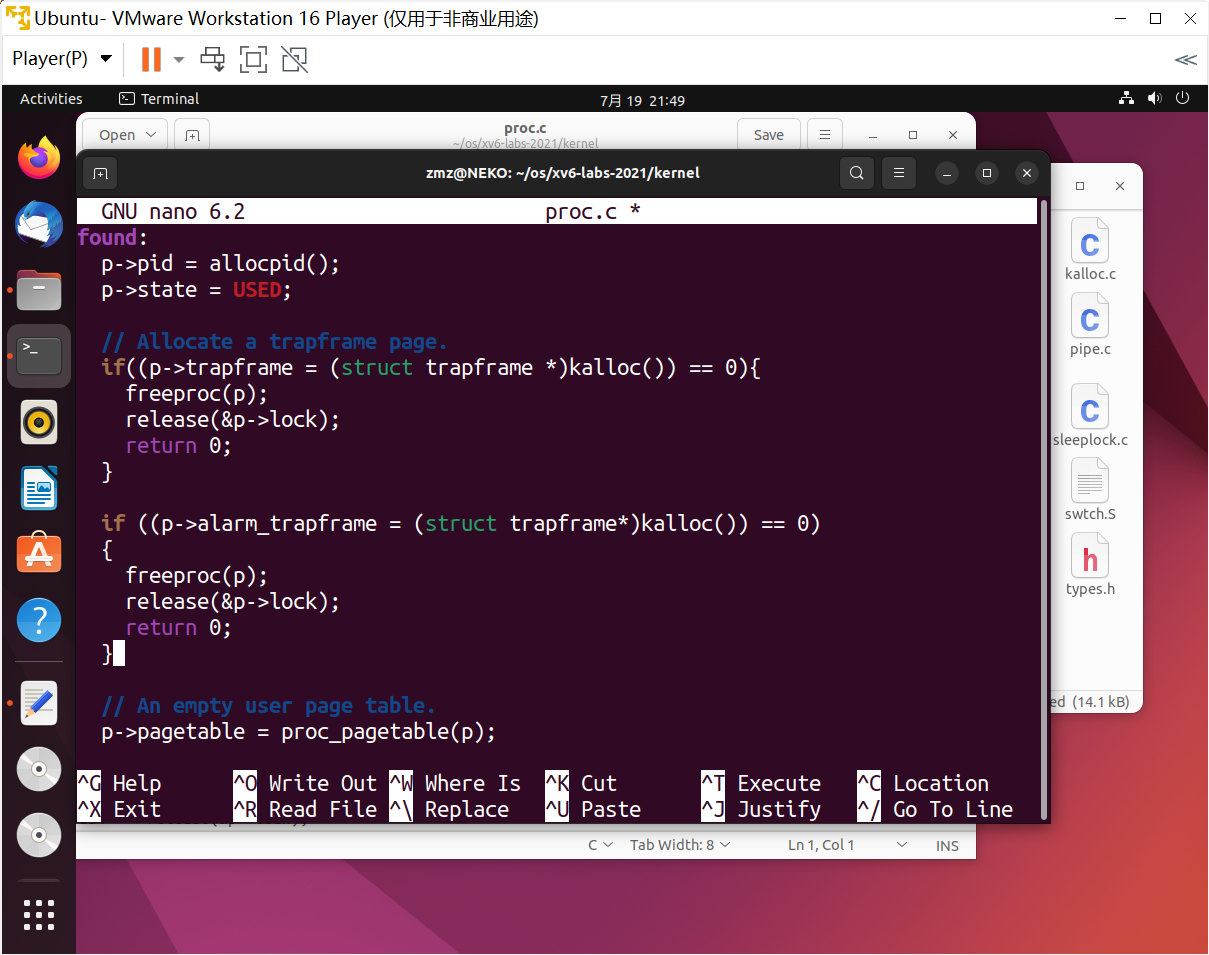 Ubuntu- VMware Workstation 16 Player (仅用于非商业用途)
Player(P)
Activities
Terminal
7月 19 21:49
Open
proc.c
~/os/xv6-labs-2021/kernel
Save
zmz@NEKO: ~/os/xv6-labs-2021/kernel
GNU nano 6.2 proc.c *
found:
p->pid = allocpid();
p->state = USED;
// Allocate a trapframe page.
if((p->trapframe = (struct trapframe *)kalloc()) == 0){
freeproc(p);
release(&p->lock);
return 0;
}
if ((p->alarm_trapframe = (struct trapframe*)kalloc()) == 0)
{
freeproc(p);
release(&p->lock);
return 0;
}
// An empty user page table.
p->pagetable = proc_pagetable(p);
^G Help ^O Write Out ^W Where Is ^K Cut ^T Execute ^C Location
^X Exit ^R Read File ^\ Replace ^U Paste ^J Justify ^/ Go To Line
C Tab Width: 8 Ln 1, Col 1 INS
kalloc.c
pipe.c
sleeplock.c
swtch.S
types.h
(14.1 kB)